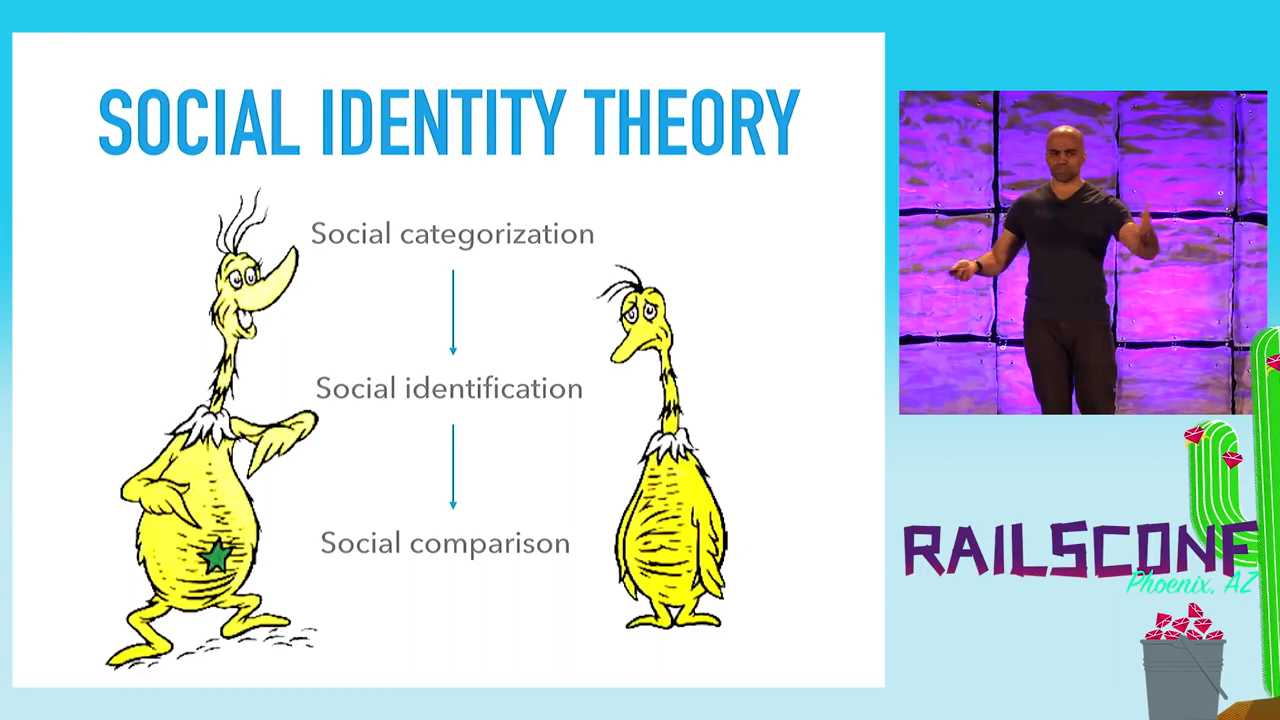 SOCIAL IDENTITY THEORY
Social categorization
Social identification
Social comparison
RAILSCONF
Phoenix, AZ